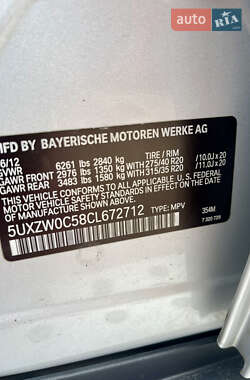 AUTO.RIA.com
MFD BY BAYERISCHE MOTOREN WERKE AG
6/12
GVWR 6261 lbs 2840 kg TIRE / RIM
GAWR FRONT 2976 lbs 1350 kg 275/40 R20 / 10.0J x 20
GAWR REAR 3483 lbs 1580 kg 315/35 R20 / 11.0J x 20
THIS VEHICLE CONFORMS TO ALL APPLICABLE U.S. FEDERAL
MOTOR VEHICLE SAFETY
IN EFFECT ON THE DATE OF MANUFACTURE SHOWN ABOVE.
5UXZW0C58CL672712 TYPE: MPV
354M